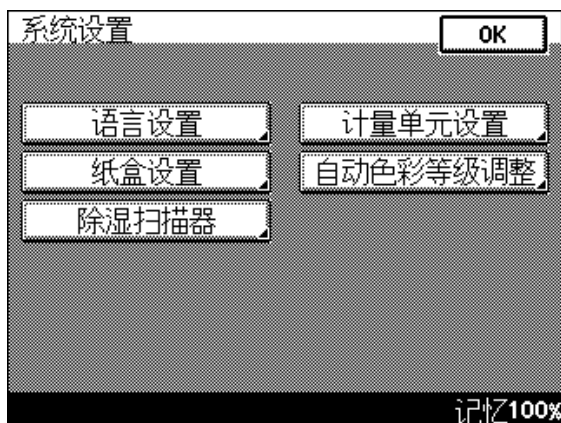 系统设置
OK
语言设置
计量单元设置
纸盒设置
自动色彩等级调整
除湿扫描器
记忆100%